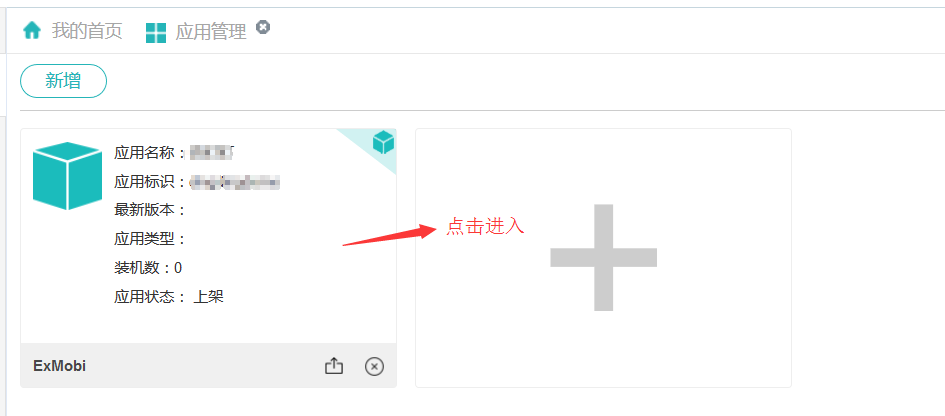 我的首页 应用管理
新增
应用名称：
应用标识：
最新版本：
应用类型：
装机数：0
应用状态： 上架
点击进入
ExMobi